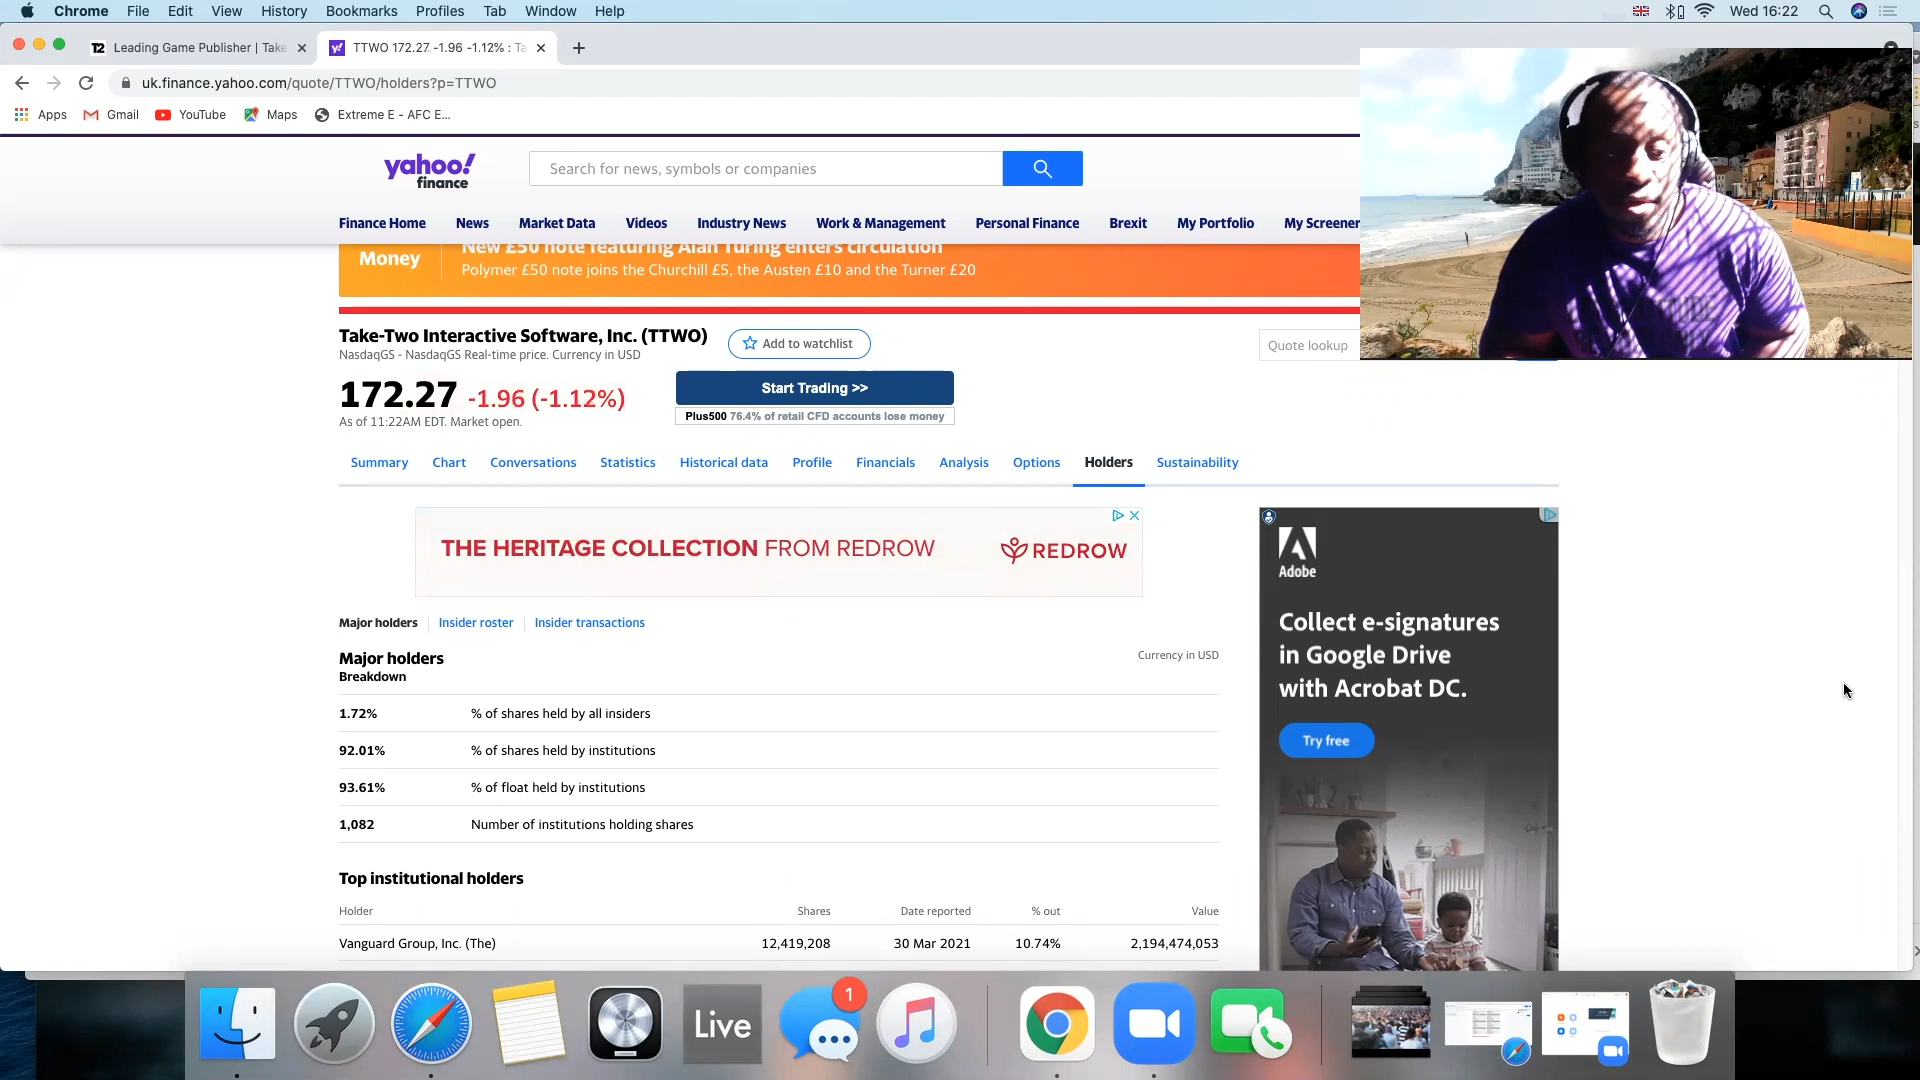 Chrome File Edit View History Bookmarks Profiles Tab Window Help Wed 16:22
T2 Leading Game Publisher | Take TTWO 172.27 -1.96 -1.12% : Ta
uk.finance.yahoo.com/quote/TTWO/holders?p=TTWO
Apps Gmail YouTube Maps Extreme E - AFC E...
yahoo!
finance
Search for news, symbols or companies
Finance Home News Market Data Videos Industry News Work & Management Personal Finance Brexit My Portfolio My Screener
Money
New £50 note featuring Alan Turing enters circulation
Polymer £50 note joins the Churchill £5, the Austen £10 and the Turner £20
Take-Two Interactive Software, Inc. (TTWO)
Add to watchlist
NasdaqGS - NasdaqGS Real-time price. Currency in USD
Quote lookup
172.27 -1.96 (-1.12%)
As of 11:22AM EDT. Market open.
Start Trading >>
Plus500 76.4% of retail CFD accounts lose money
Summary Chart Conversations Statistics Historical data Profile Financials Analysis Options Holders Sustainability
THE HERITAGE COLLECTION FROM REDROW
REDROW
Adobe
Collect e-signatures
in Google Drive
with Acrobat DC.
Try free
Major holders Insider roster Insider transactions
Major holders
Currency in USD
Breakdown
1.72% % of shares held by all insiders
92.01% % of shares held by institutions
93.61% % of float held by institutions
1,082 Number of institutions holding shares
Top institutional holders
Holder Shares Date reported % out Value
Vanguard Group, Inc. (The) 12,419,208 30 Mar 2021 10.74% 2,194,474,053
Live
1